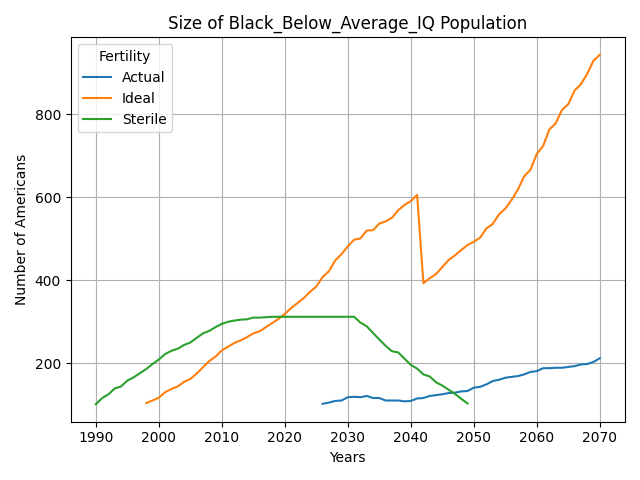 Size of Black_Below_Average_IQ Population
Fertility
Actual
Ideal
Sterile
Number of Americans
800
600
400
200
1990 2000 2010 2020 2030 2040 2050 2060 2070
Years